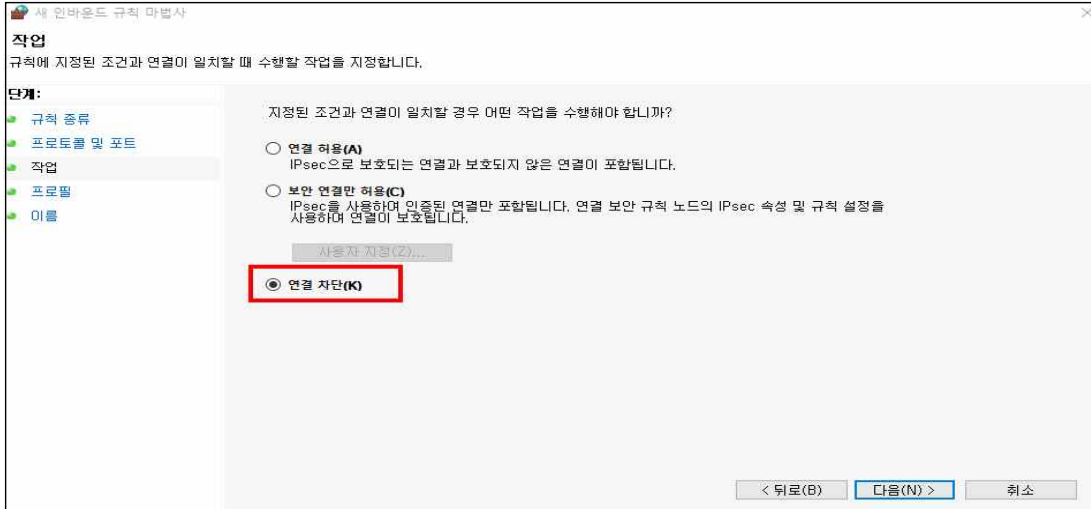 새 인바운드 규칙 마법사
작업
규칙에 지정된 조건과 연결이 일치할 때 수행할 작업을 지정합니다.
단계:
규칙 종류
프로토콜 및 포트
작업
프로필
이름
지정된 조건과 연결이 일치할 경우 어떤 작업을 수행해야 합니까?
연결 허용(A)
IPsec으로 보호되는 연결과 보호되지 않은 연결이 포함됩니다.
보안 연결만 허용(C)
IPsec을 사용하여 인증된 연결만 포함됩니다. 연결 보안 규칙 노드의 IPsec 속성 및 규칙 설정을
사용하여 연결이 보호됩니다.
사용자 지정(Z)...
연결 차단(K)
< 뒤로(B) 다음(N) > 취소